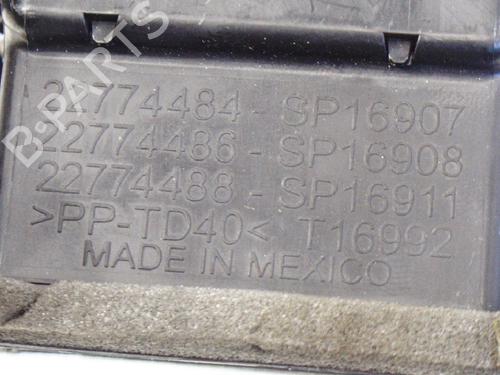 B-Parts
22774484 - SP16907
22774486 - SP16908
22774488 - SP16911
>PP-TD40< T16992
MADE IN MEXICO